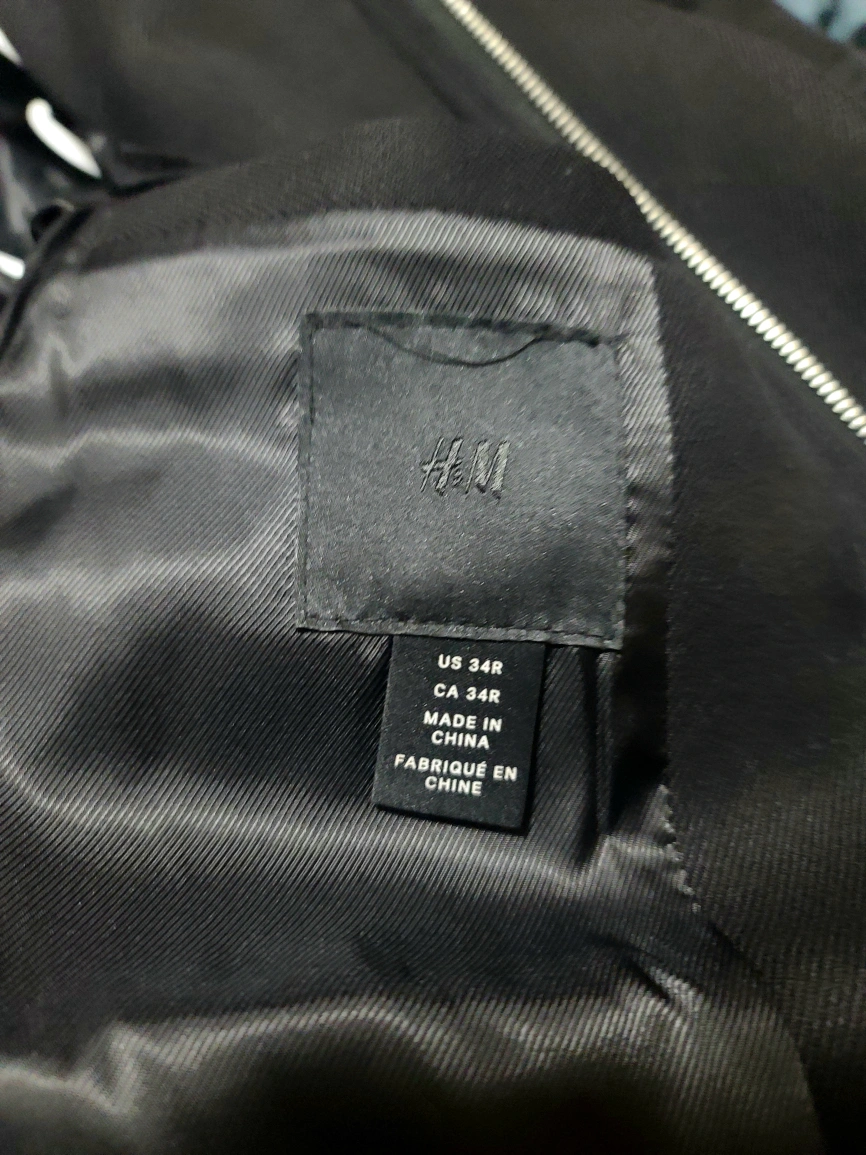 H&M
US 34R
CA 34R
MADE IN
CHINA
FABRIQUÉ EN
CHINE